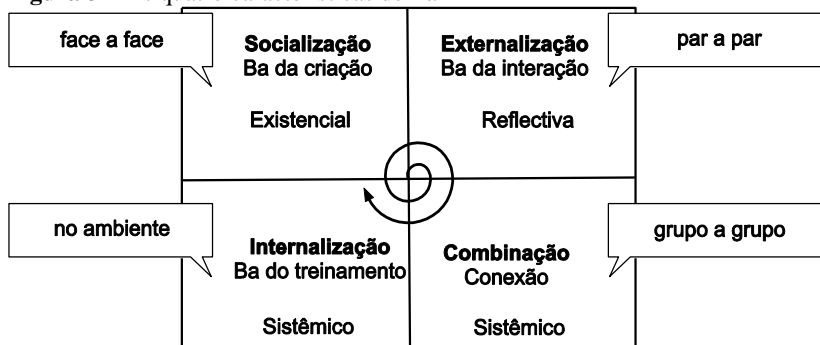 face a face
Socialização
Ba da criação
Existencial
Externalização
Ba da interação
Reflectiva
par a par
no ambiente
Internalização
Ba do treinamento
Sistêmico
Combinação
Conexão
Sistêmico
grupo a grupo